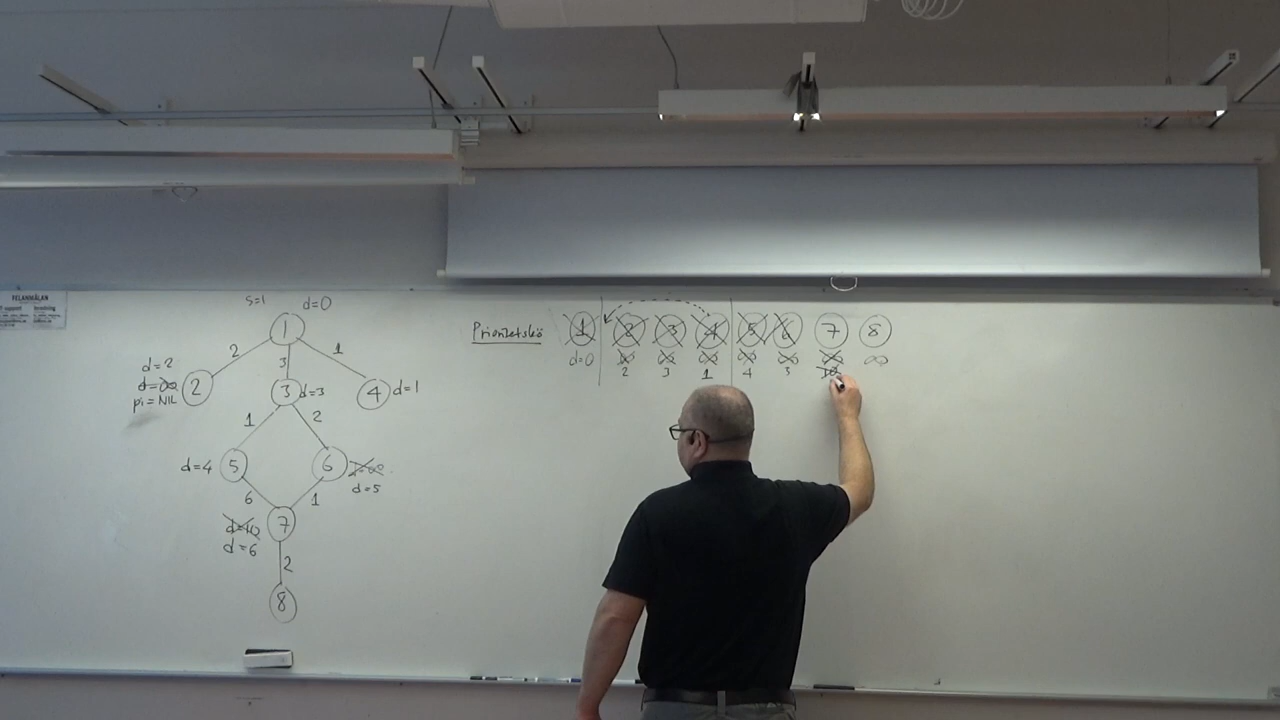 FELANMÄLAN
S=1 d=0
1
2 3 1
d=2
d=∞
pi=NIL
2 3 d=3 4 d=1
1 2
d=4 5 6 d=∞
d=5
6 1
d=10 7
d=6
2
8
Prioritetskö 1 2 3 4 5 6 7 8
d=0 ∞ ∞ ∞ ∞ ∞ ∞ ∞
2 3 1 4 3 10